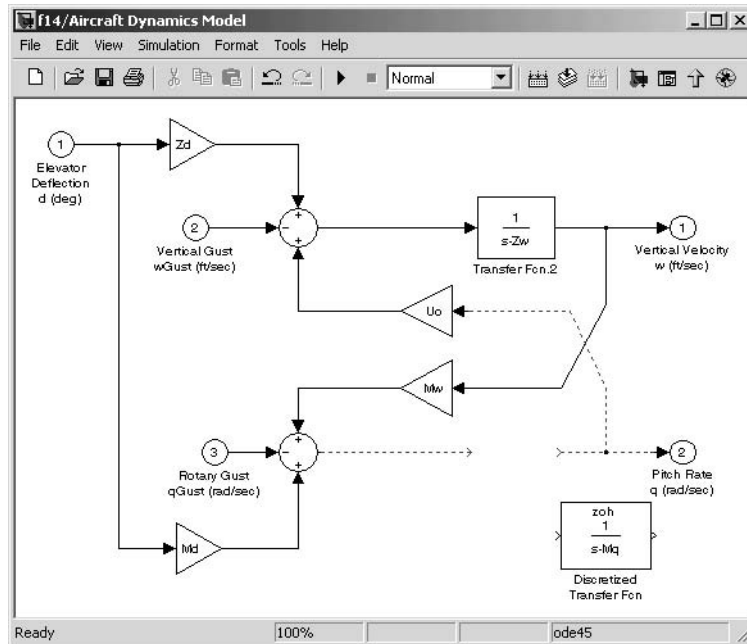 f14/Aircraft Dynamics Model
File Edit View Simulation Format Tools Help
Normal
1
Elevator
Deflection
d (deg)
Zd
2
Vertical Gust
wGust (ft/sec)
1
s-Zw
Transfer Fcn.2
1
Vertical Velocity
w (ft/sec)
Uo
Mw
3
Rotary Gust
qGust (rad/sec)
2
Pitch Rate
q (rad/sec)
Md
zoh
1
s-Mq
Discretized
Transfer Fcn
Ready 100% ode45